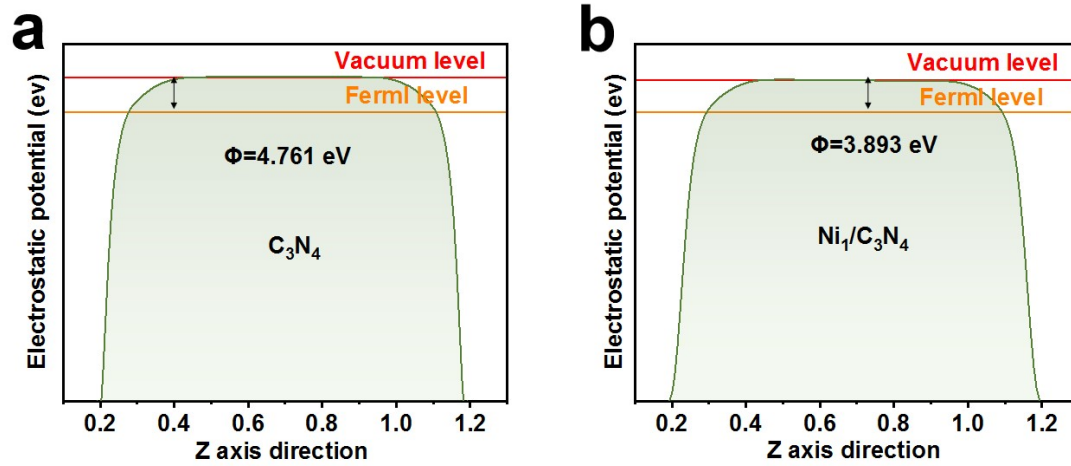 a
Vacuum level
Ferml level
Φ=4.761 eV
C₃N₄
Electrostatic potential (ev)
0.2 0.4 0.6 0.8 1.0 1.2
Z axis direction
b
Vacuum level
Ferml level
Φ=3.893 eV
Ni₁/C₃N₄
Electrostatic potential (ev)
0.2 0.4 0.6 0.8 1.0 1.2
Z axis direction